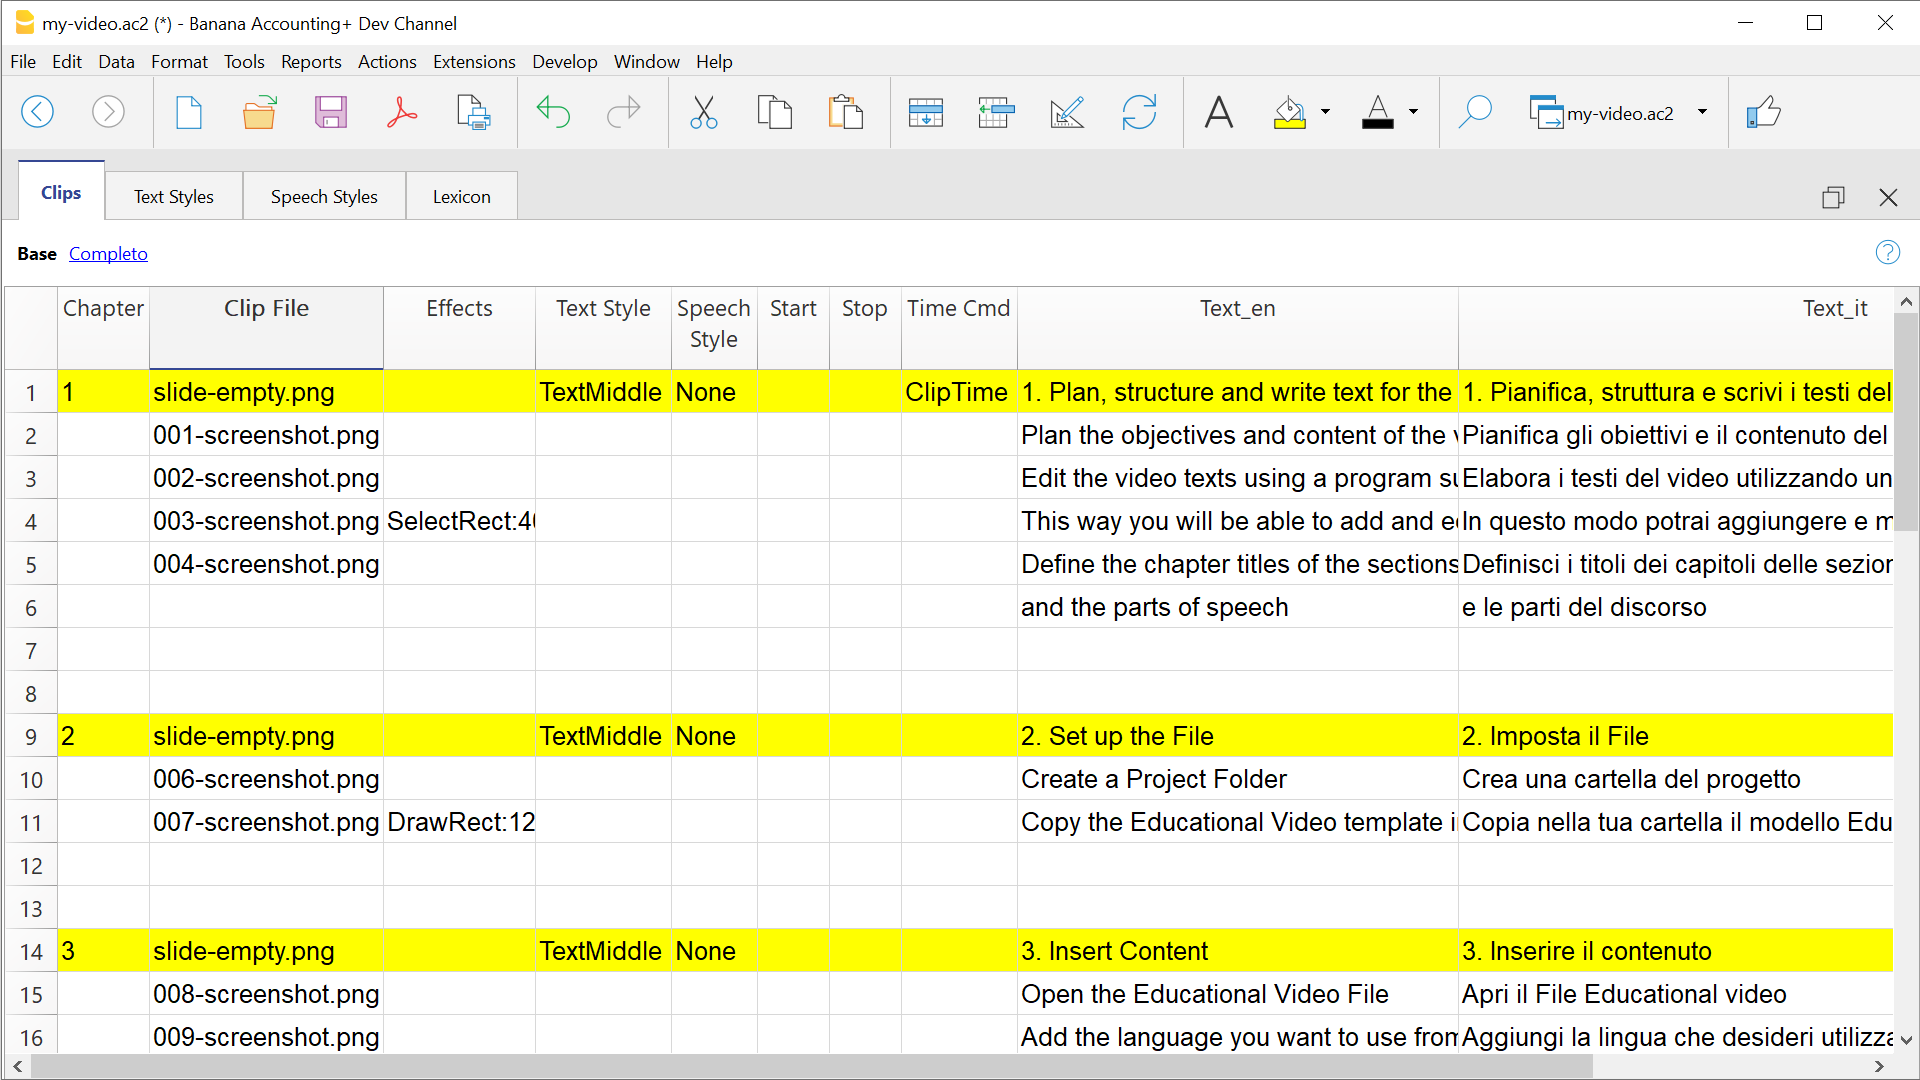 my-video.ac2 (*) - Banana Accounting+ Dev Channel
File Edit Data Format Tools Reports Actions Extensions Develop Window Help
my-video.ac2
Clips Text Styles Speech Styles Lexicon
Base Completo
Chapter Clip File Effects Text Style Speech Style Start Stop Time Cmd Text_en Text_it
1 1 slide-empty.png TextMiddle None ClipTime 1. Plan, structure and write text for the 1. Pianifica, struttura e scrivi i testi del
2 001-screenshot.png Plan the objectives and content of the Pianifica gli obiettivi e il contenuto del
3 002-screenshot.png Edit the video texts using a program Elabora i testi del video utilizzando un
4 003-screenshot.png SelectRect:4 This way you will be able to add and In questo modo potrai aggiungere e m
5 004-screenshot.png Define the chapter titles of the sections Definisci i titoli dei capitoli delle sezior
6 and the parts of speech e le parti del discorso
7
8
9 2 slide-empty.png TextMiddle None 2. Set up the File 2. Imposta il File
10 006-screenshot.png Create a Project Folder Crea una cartella del progetto
11 007-screenshot.png DrawRect:12 Copy the Educational Video template Copia nella tua cartella il modello Edu
12
13
14 3 slide-empty.png TextMiddle None 3. Insert Content 3. Inserire il contenuto
15 008-screenshot.png Open the Educational Video File Apri il File Educational video
16 009-screenshot.png Add the language you want to use from Aggiungi la lingua che desideri utilizza